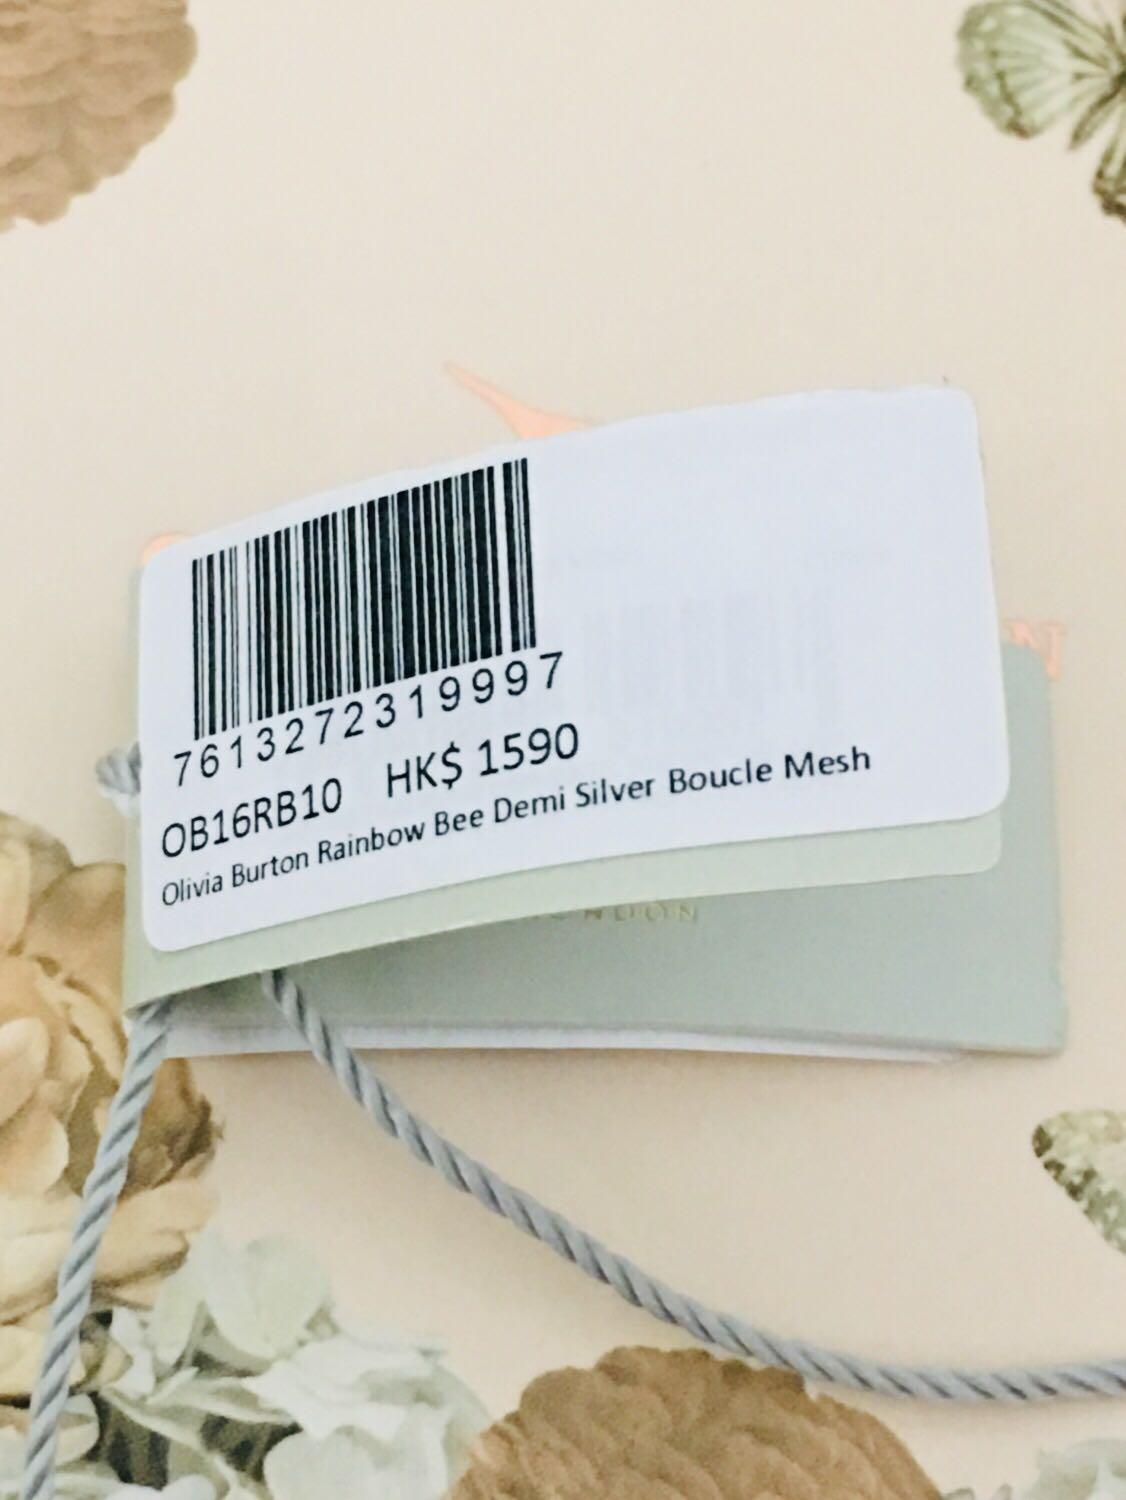 7613272319997
OB16RB10 HK$ 1590
Olivia Burton Rainbow Bee Demi Silver Boucle Mesh